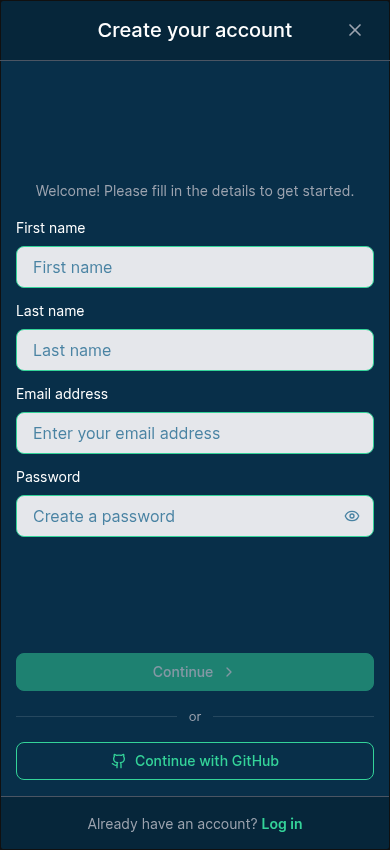 Create your account
Welcome! Please fill in the details to get started.
First name
First name
Last name
Last name
Email address
Enter your email address
Password
Create a password
Continue
or
Continue with GitHub
Already have an account? Log in